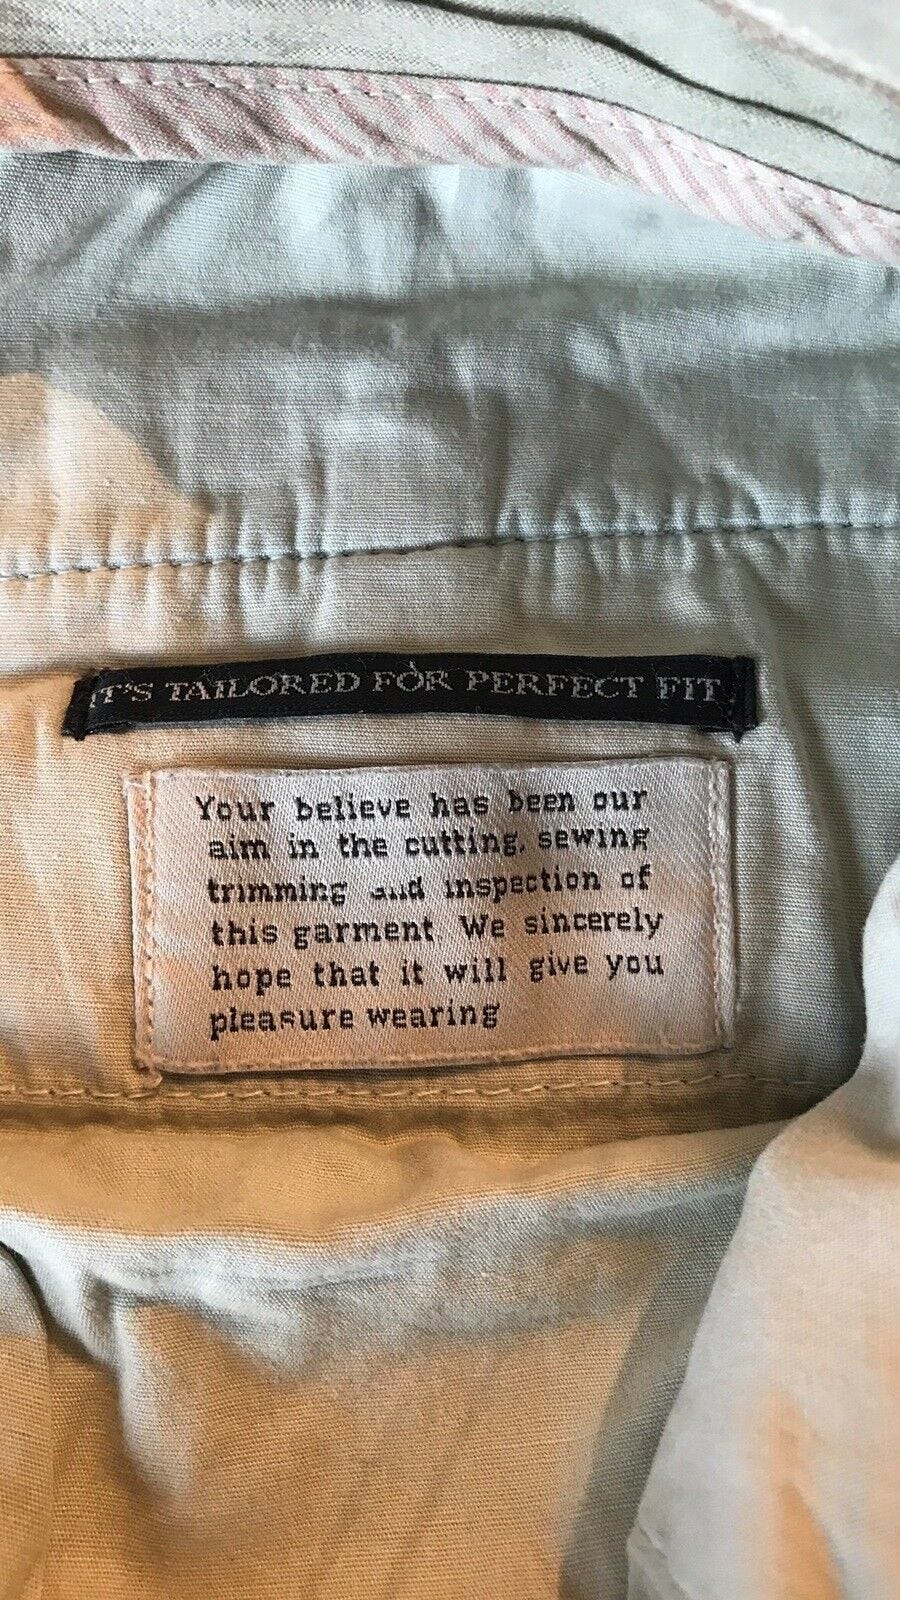 IT'S TAILORED FOR PERFECT FIT
Your believe has been our
aim in the cutting, sewing
trimming and inspection of
this garment. We sincerely
hope that it will give you
pleasure wearing